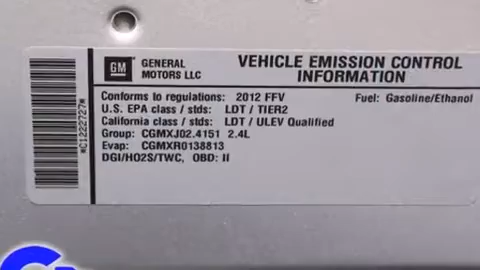 GM
GENERAL
MOTORS LLC
VEHICLE EMISSION CONTROL
INFORMATION
Conforms to regulations: 2012 FFV
Fuel: Gasoline/Ethanol
U.S. EPA class / stds: LDT / TIER2
California class / stds: LDT / ULEV Qualified
Group: CGMXJ02.4151 2.4L
Evap: CGMXR0138813
DGI/HO2S/TWC, OBD: II
*C1222727*